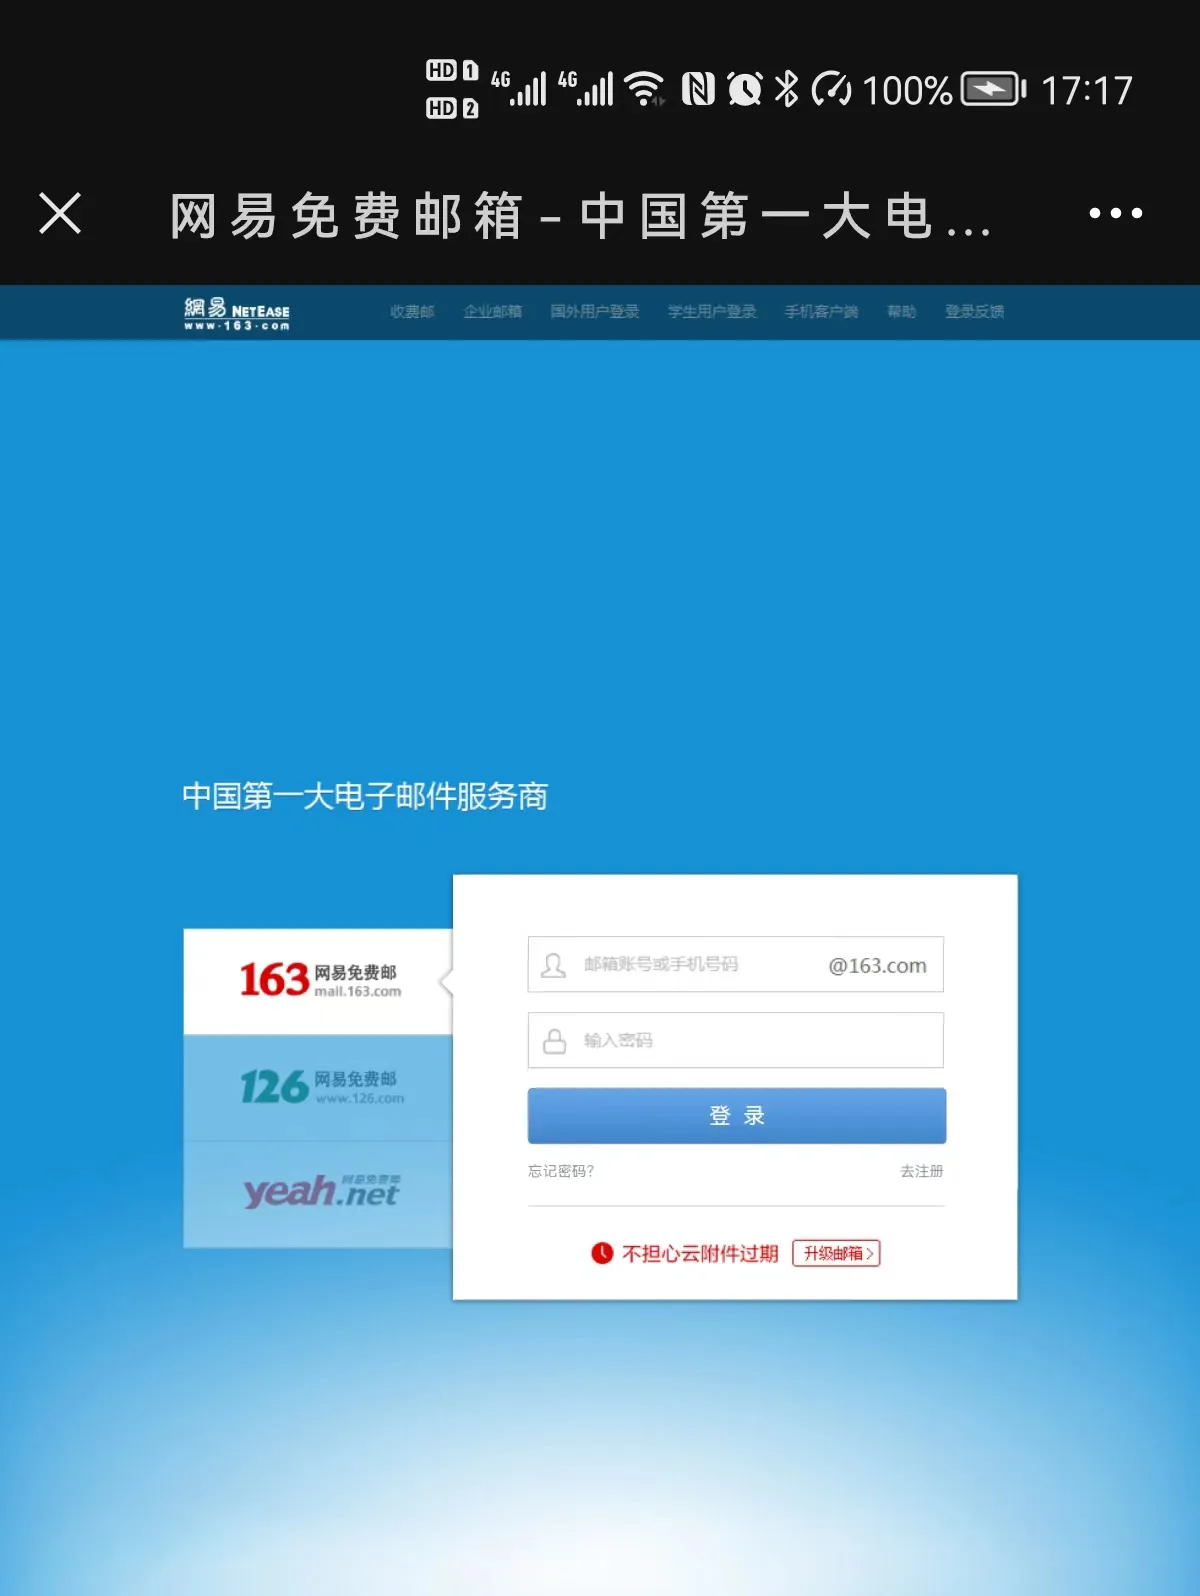 HD 1 4G 4G 100% 17:17
HD 2
网易免费邮箱-中国第一大电...
網易 NETEASE
www.163.com
收费邮 企业邮箱 国外用户登录 学生用户登录 手机客户端 帮助 登录反馈
中国第一大电子邮件服务商
163 网易免费邮
mail.163.com
126 网易免费邮
www.126.com
yeah.net 网易免费邮
邮箱账号或手机号码 @163.com
输入密码
登录
忘记密码? 去注册
不担心云附件过期 升级邮箱>